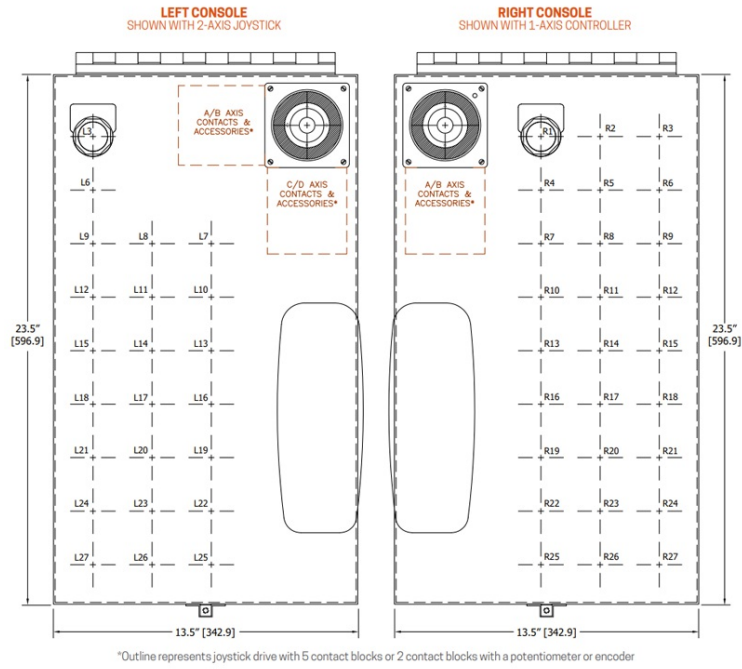 LEFT CONSOLE
SHOWN WITH 2-AXIS JOYSTICK
RIGHT CONSOLE
SHOWN WITH 1-AXIS CONTROLLER
A/B AXIS
CONTACTS &
ACCESSORIES*
C/D AXIS
CONTACTS &
ACCESSORIES*
A/B AXIS
CONTACTS &
ACCESSORIES*
L3
L6
L9 L8 L7
L12 L11 L10
L15 L14 L13
L18 L17 L16
L21 L20 L19
L24 L23 L22
L27 L26 L25
R1 R2 R3
R4 R5 R6
R7 R8 R9
R10 R11 R12
R13 R14 R15
R16 R17 R18
R19 R20 R21
R22 R23 R24
R25 R26 R27
23.5"
[596.9]
23.5"
[596.9]
13.5" [342.9]
13.5" [342.9]
*Outline represents joystick drive with 5 contact blocks or 2 contact blocks with a potentiometer or encoder